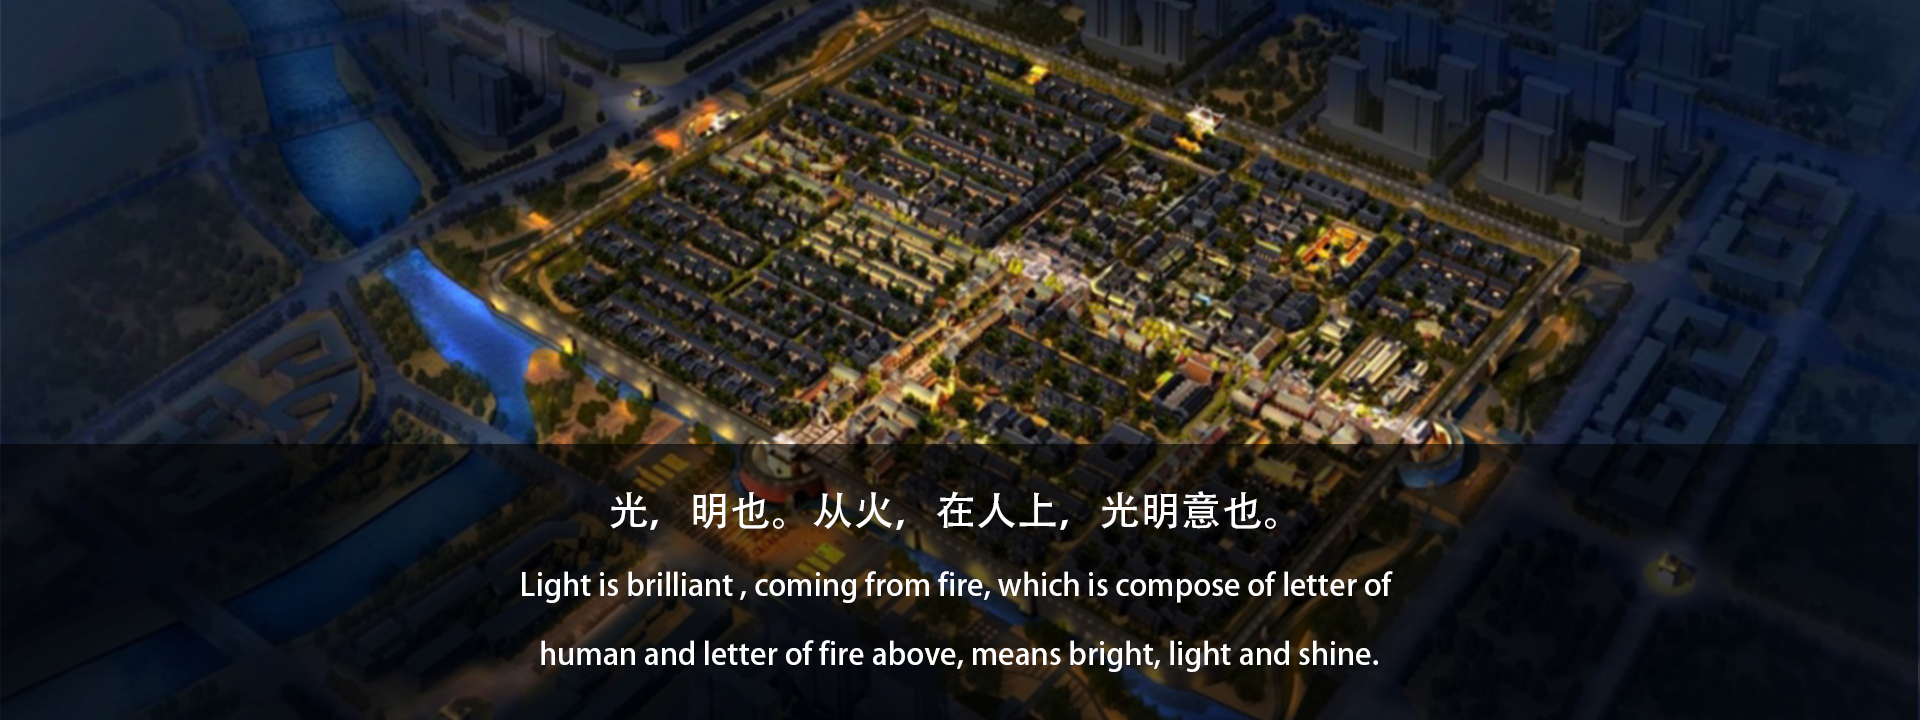 光，明也。从火，在人上，光明意也。
Light is brilliant , coming from fire, which is compose of letter of
human and letter of fire above, means bright, light and shine.